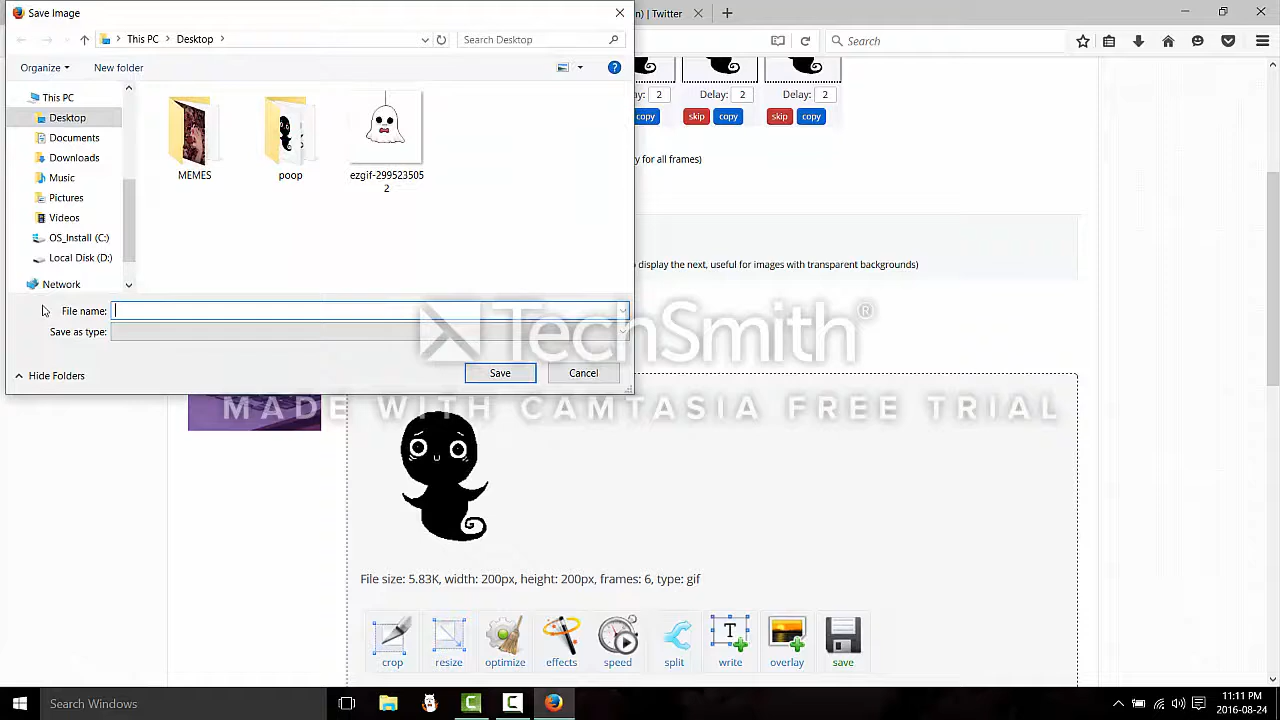 Save Image
n) | Twitter
This PC
Desktop
Search Desktop
Search
Organize
New folder
This PC
Desktop
Documents
Downloads
Music
Pictures
Videos
OS_Install (C:)
Local Disk (D:)
Network
MEMES
poop
ezgif-299523505
2
Delay: 2
Delay: 2
Delay: 2
copy
skip
copy
skip
copy
y for all frames)
display the next, useful for images with transparent backgrounds)
File name:
Save as type:
Hide Folders
Save
Cancel
TechSmith®
MADE WITH CAMTASIA FREE TRIAL
File size: 5.83K, width: 200px, height: 200px, frames: 6, type: gif
T
crop
resize
optimize
effects
speed
split
write
overlay
save
Search Windows
11:11 PM
2016-08-24